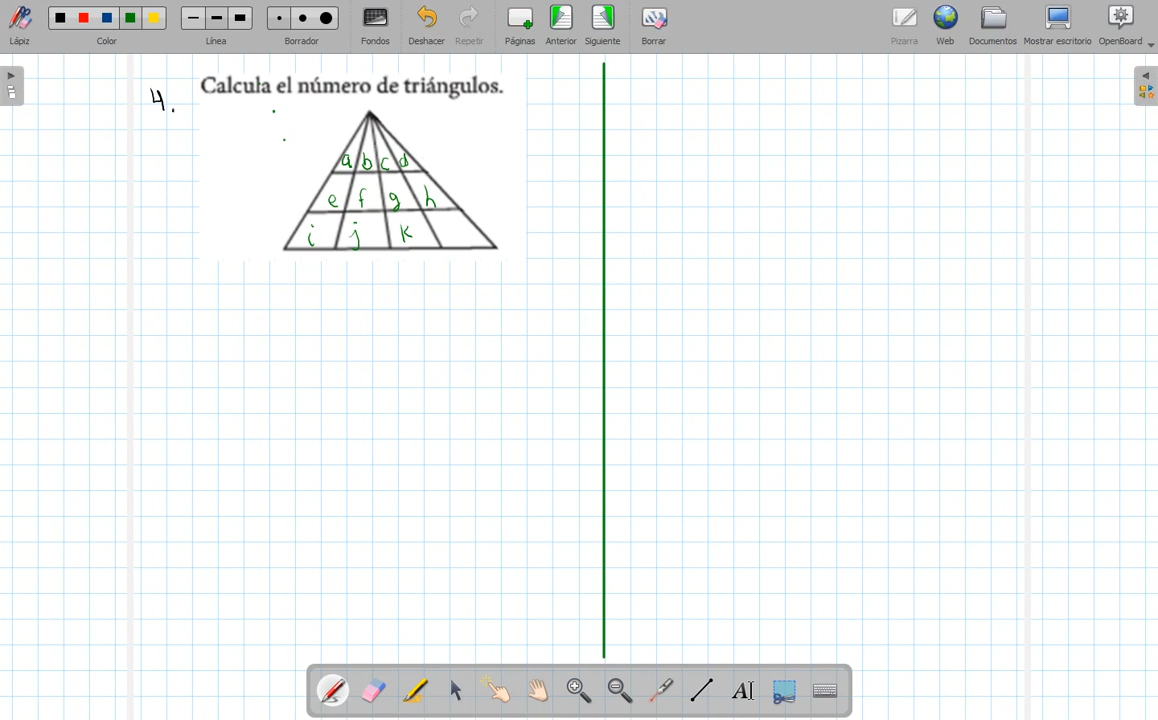 Lápiz Color Línea Borrador Fondos Deshacer Repetir Páginas Anterior Siguiente Borrar Pizarra Web Documentos Mostrar escritorio OpenBoard
4. Calcula el número de triángulos.
a b c d
e f g h
i j k
AI